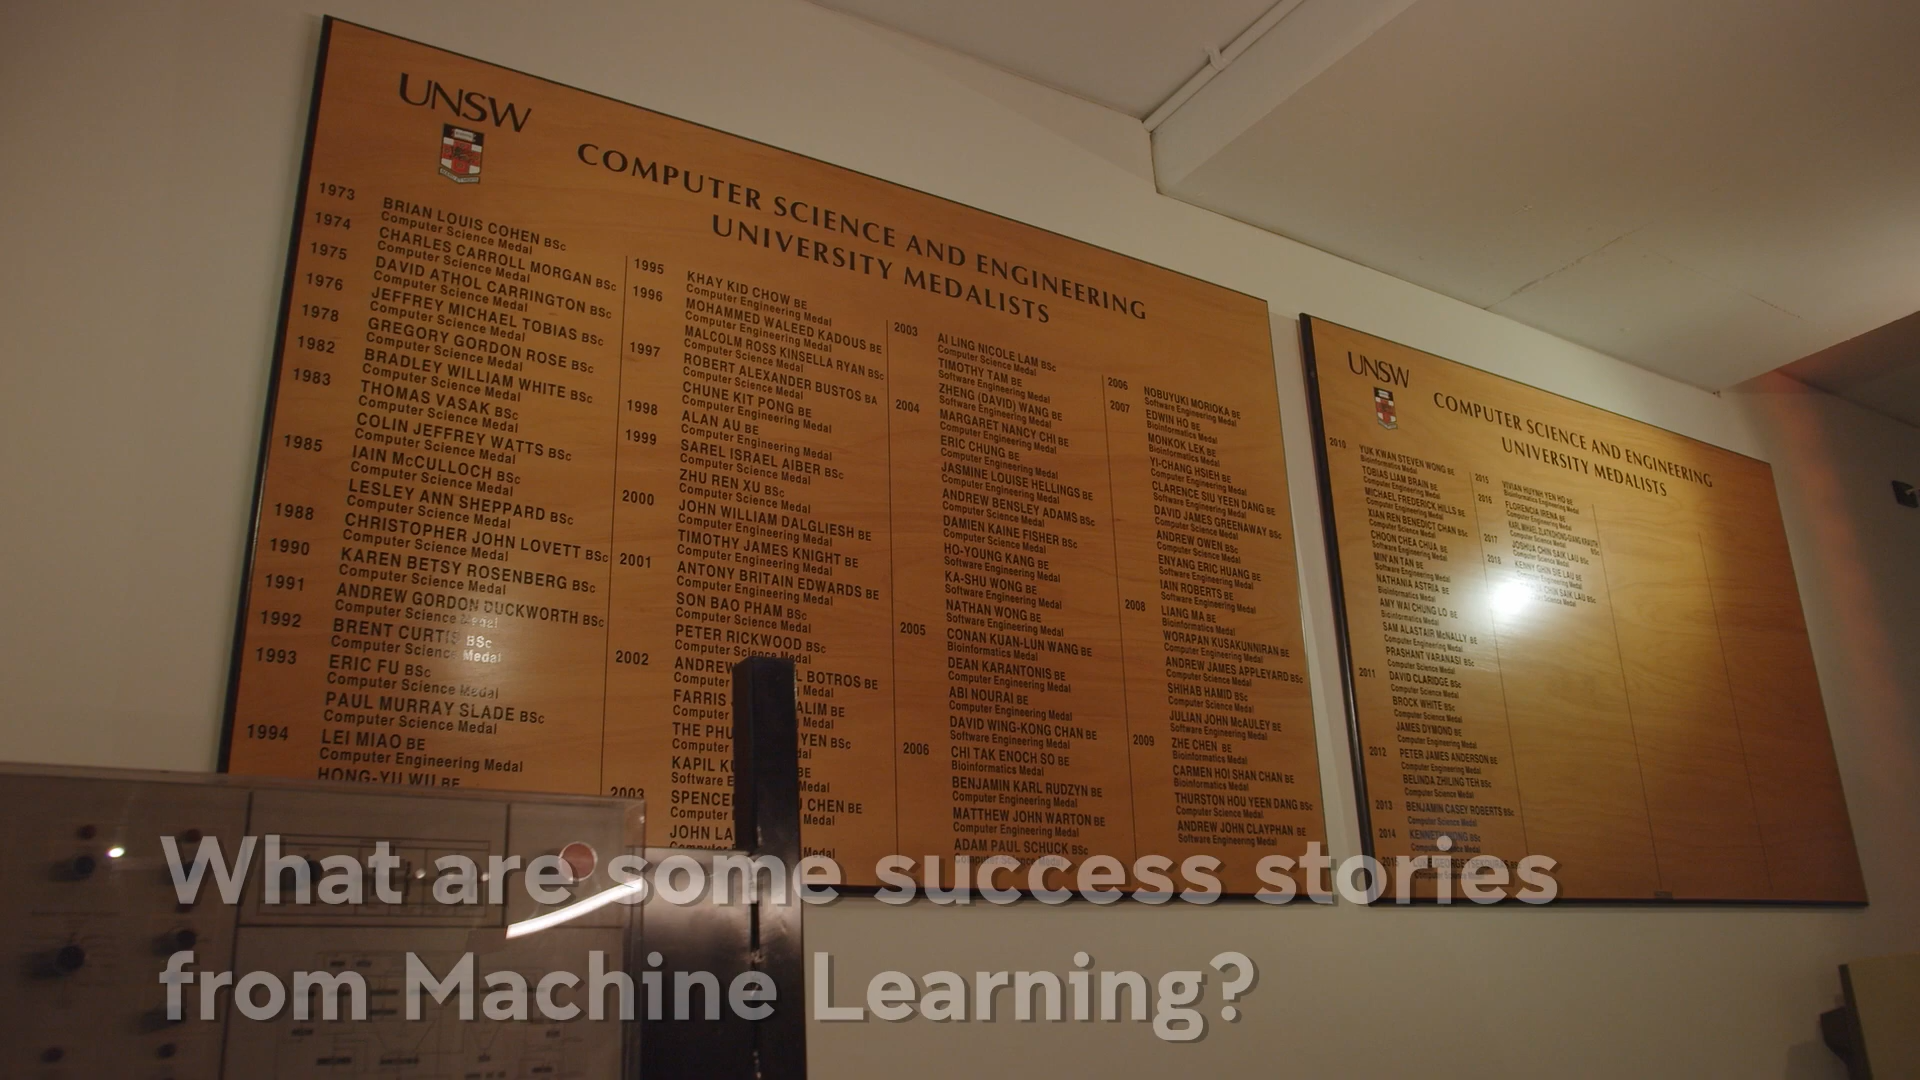 UNSW
COMPUTER SCIENCE AND ENGINEERING
UNIVERSITY MEDALISTS
1973
BRIAN LOUIS COHEN BSc
Computer Science Medal
1974
CHARLES CARROLL MORGAN BSc
Computer Science Medal
1975
DAVID ATHOL CARRINGTON BSc
Computer Science Medal
1976
JEFFREY MICHAEL TOBIAS BSc
Computer Science Medal
1978
GREGORY GORDON ROSE BSc
Computer Science Medal
1982
BRADLEY WILLIAM WHITE BSc
Computer Science Medal
1983
THOMAS VASAK BSc
Computer Science Medal
COLIN JEFFREY WATTS BSc
Computer Science Medal
1985
IAIN McCULLOCH BSc
Computer Science Medal
LESLEY ANN SHEPPARD BSc
Computer Science Medal
1988
CHRISTOPHER JOHN LOVETT BSc
Computer Science Medal
1990
KAREN BETSY ROSENBERG BSc
Computer Science Medal
1991
ANDREW GORDON DUCKWORTH BSc
Computer Science Medal
1992
BRENT CURTIS BSc
Computer Science Medal
1993
ERIC FU BSc
Computer Science Medal
PAUL MURRAY SLADE BSc
Computer Science Medal
1994
LEI MIAO BE
Computer Engineering Medal
HONG-YU WU BE
1995
KHAY KID CHOW BE
Computer Engineering Medal
1996
MOHAMMED WALEED KADOUS BE
Computer Engineering Medal
MALCOLM ROSS KINSELLA RYAN BSc
Computer Science Medal
1997
ROBERT ALEXANDER BUSTOS BA
Computer Science Medal
CHUNE KIT PONG BE
Computer Engineering Medal
1998
ALAN AU BE
Computer Engineering Medal
1999
SAREL ISRAEL AIBER BSc
Computer Science Medal
ZHU REN XU BSc
Computer Science Medal
2000
JOHN WILLIAM DALGLIESH BE
Computer Engineering Medal
2001
TIMOTHY JAMES KNIGHT BE
Computer Engineering Medal
ANTONY BRITAIN EDWARDS BE
Computer Engineering Medal
SON BAO PHAM BSc
Computer Science Medal
PETER RICKWOOD BSc
Computer Science Medal
2002
ANDREW L BOTROS BE
Medal
FARRIS ALIM BE
Medal
THE PHU YEN BSc
Medal
KAPIL BE
Software Medal
2003
SPENCE CHEN BE
Medal
JOHN LA
Medal
2003
AI LING NICOLE LAM BSc
Computer Science Medal
TIMOTHY TAM BE
Software Engineering Medal
ZHENG (DAVID) WANG BE
Software Engineering Medal
2004
MARGARET NANCY CHI BE
Computer Engineering Medal
ERIC CHUNG BE
Computer Engineering Medal
JASMINE LOUISE HELLINGS BE
Computer Engineering Medal
ANDREW BENSLEY ADAMS BSc
Computer Science Medal
DAMIEN KAINE FISHER BSc
Computer Science Medal
HO-YOUNG KANG BE
Computer Science Medal
KA-SHU WONG BE
Computer Science Medal
NATHAN WONG BE
Computer Science Medal
2005
CONAN KUAN-LUN WANG BE
Bioinformatics Medal
DEAN KARANTONIS BE
Computer Engineering Medal
ABI NOURAI BE
Computer Engineering Medal
DAVID WING-KONG CHAN BE
Software Engineering Medal
2006
CHI TAK ENOCH SO BE
Bioinformatics Medal
BENJAMIN KARL RUDZYN BE
Computer Engineering Medal
MATTHEW JOHN WARTON BE
Computer Engineering Medal
ADAM PAUL SCHUCK BSc
Computer Science Medal
2006
NOBUYUKI MORIOKA BE
Software Engineering Medal
2007
EDWIN HO BE
Bioinformatics Medal
MONKOK LEK BE
Bioinformatics Medal
YI-CHANG HSIEH BE
Computer Engineering Medal
CLARENCE SIU YEEN DANG BE
Computer Engineering Medal
DAVID JAMES GREENAWAY BSc
Computer Science Medal
ANDREW OWEN BSc
Computer Science Medal
ENYANG ERIC HUANG BE
Software Engineering Medal
IAIN ROBERTS BE
Software Engineering Medal
2008
LIANG MA BE
Bioinformatics Medal
WORAPAN KUSAKUNNIRAN BE
Computer Engineering Medal
ANDREW JAMES APPLEYARD BSc
Computer Science Medal
SHIHAB HAMID BSc
Computer Science Medal
JULIAN JOHN McAULEY BE
Software Engineering Medal
2009
ZHE CHEN BE
Bioinformatics Medal
CARMEN HOI SHAN CHAN BE
Bioinformatics Medal
THURSTON HOU YEEN DANG BSc
Computer Science Medal
ANDREW JOHN CLAYPHAN BE
Software Engineering Medal
UNSW
COMPUTER SCIENCE AND ENGINEERING
UNIVERSITY MEDALISTS
2010
YUK KWAN STEVEN WONG BE
Bioinformatics Medal
TOBIAS LIAM BRAIN BE
Computer Engineering Medal
MICHAEL FREDERICK HILLS BE
Computer Engineering Medal
XUAN REN BENEDICT CHAN BSc
Computer Science Medal
CHOON CHEA CHUA BE
Software Engineering Medal
MIN'AN TAN BE
Software Engineering Medal
NATHANIA ASTRIA BE
AMY WAI CHUNG LO BE
Bioinformatics Medal
SAM ALASTAIR McNALLY BE
Computer Engineering Medal
PRASHANT VARANASI BSc
Computer Science Medal
2011
DAVID CLARIDGE BSc
Computer Science Medal
BROCK WHITE BSc
Computer Science Medal
JAMES DYMOND BE
Computer Engineering Medal
2012
PETER JAMES ANDERSON BE
Computer Engineering Medal
BELINDA ZHILING TEH BSc
Computer Science Medal
2013
BENJAMIN CASEY ROBERTS BSc
Computer Science Medal
2014
KENNETH WONG BSc
Computer Science Medal
2015
LUKE GEORGE
2015
VIVIAN HUYNH YEN HO BE
Bioinformatics Medal
2016
FLORENCIA IRENA BE
2017
JOSHUA CHIN SAIK LAU BSc
Computer Science Medal
2018
KENNY CHIN SIE LAU BE
CHIN SAIK LAU BSc
What are some success stories
from Machine Learning?